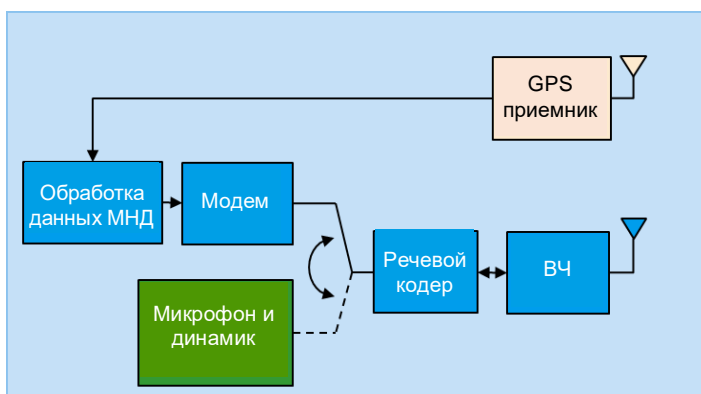 GPS
приемник
Обработка
данных МНД
Модем
Речевой
кодер
ВЧ
Микрофон и
динамик